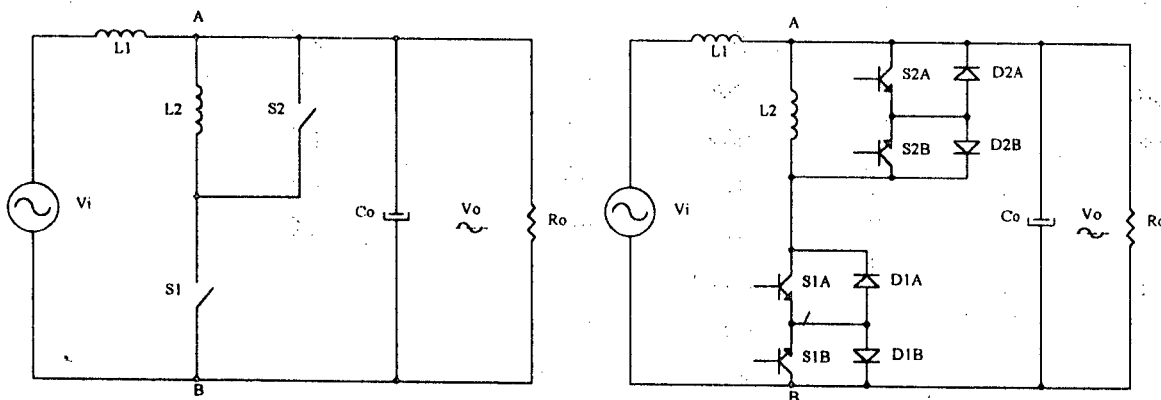 A
L1
L2
S2
Vi
Co
Vo
Ro
S1
B
A
L1
S2A
D2A
L2
S2B
D2B
Vi
Co
Vo
Ro
S1A
D1A
S1B
D1B
B